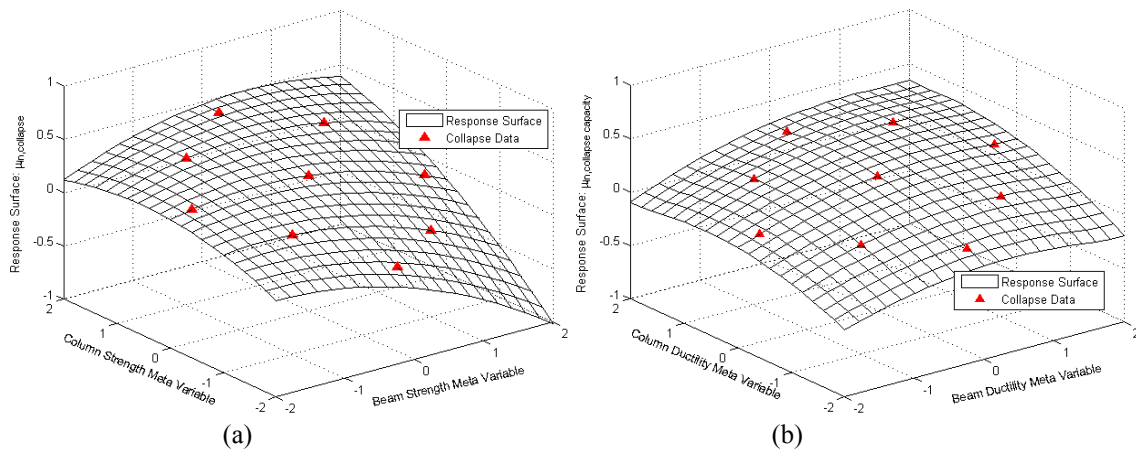 Response Surface: μln,collapse
1
0.5
0
-0.5
-1
2
1
0
-1
-2
Column Strength Meta Variable
-2
-1
0
1
2
Beam Strength Meta Variable
Response Surface
Collapse Data
(a)
Response Surface: μln,collapse capacity
1
0.5
0
-0.5
-1
2
1
0
-1
-2
Column Ductility Meta Variable
-2
-1
0
1
2
Beam Ductility Meta Variable
Response Surface
Collapse Data
(b)